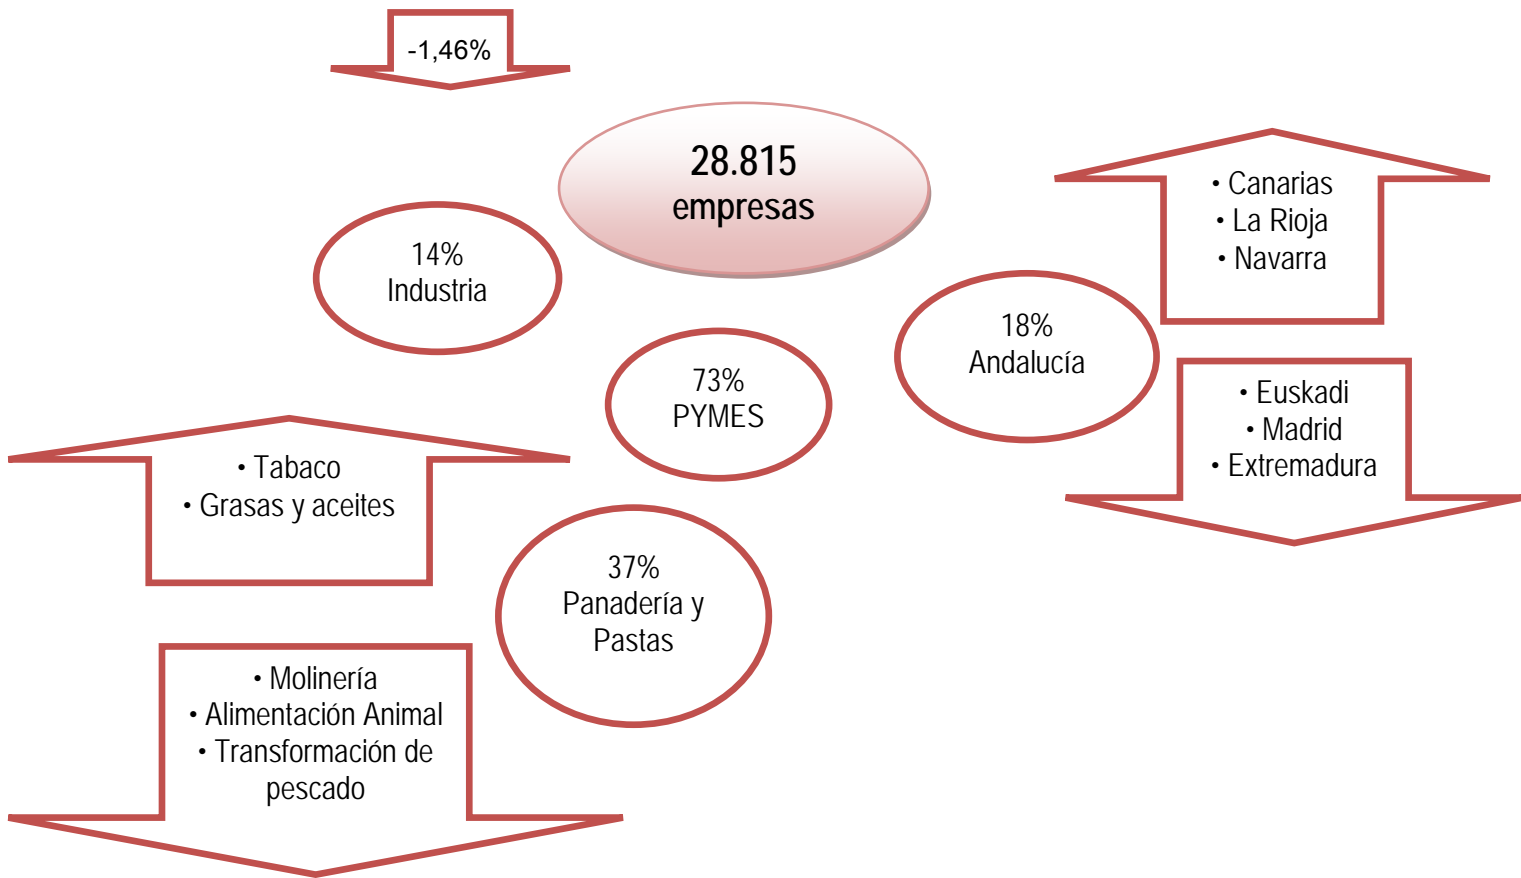 -1,46%
28.815
empresas
14%
Industria
73%
PYMES
18%
Andalucía
• Canarias
• La Rioja
• Navarra
• Euskadi
• Madrid
• Extremadura
• Tabaco
• Grasas y aceites
37%
Panadería y
Pastas
• Molinería
• Alimentación Animal
• Transformación de
pescado